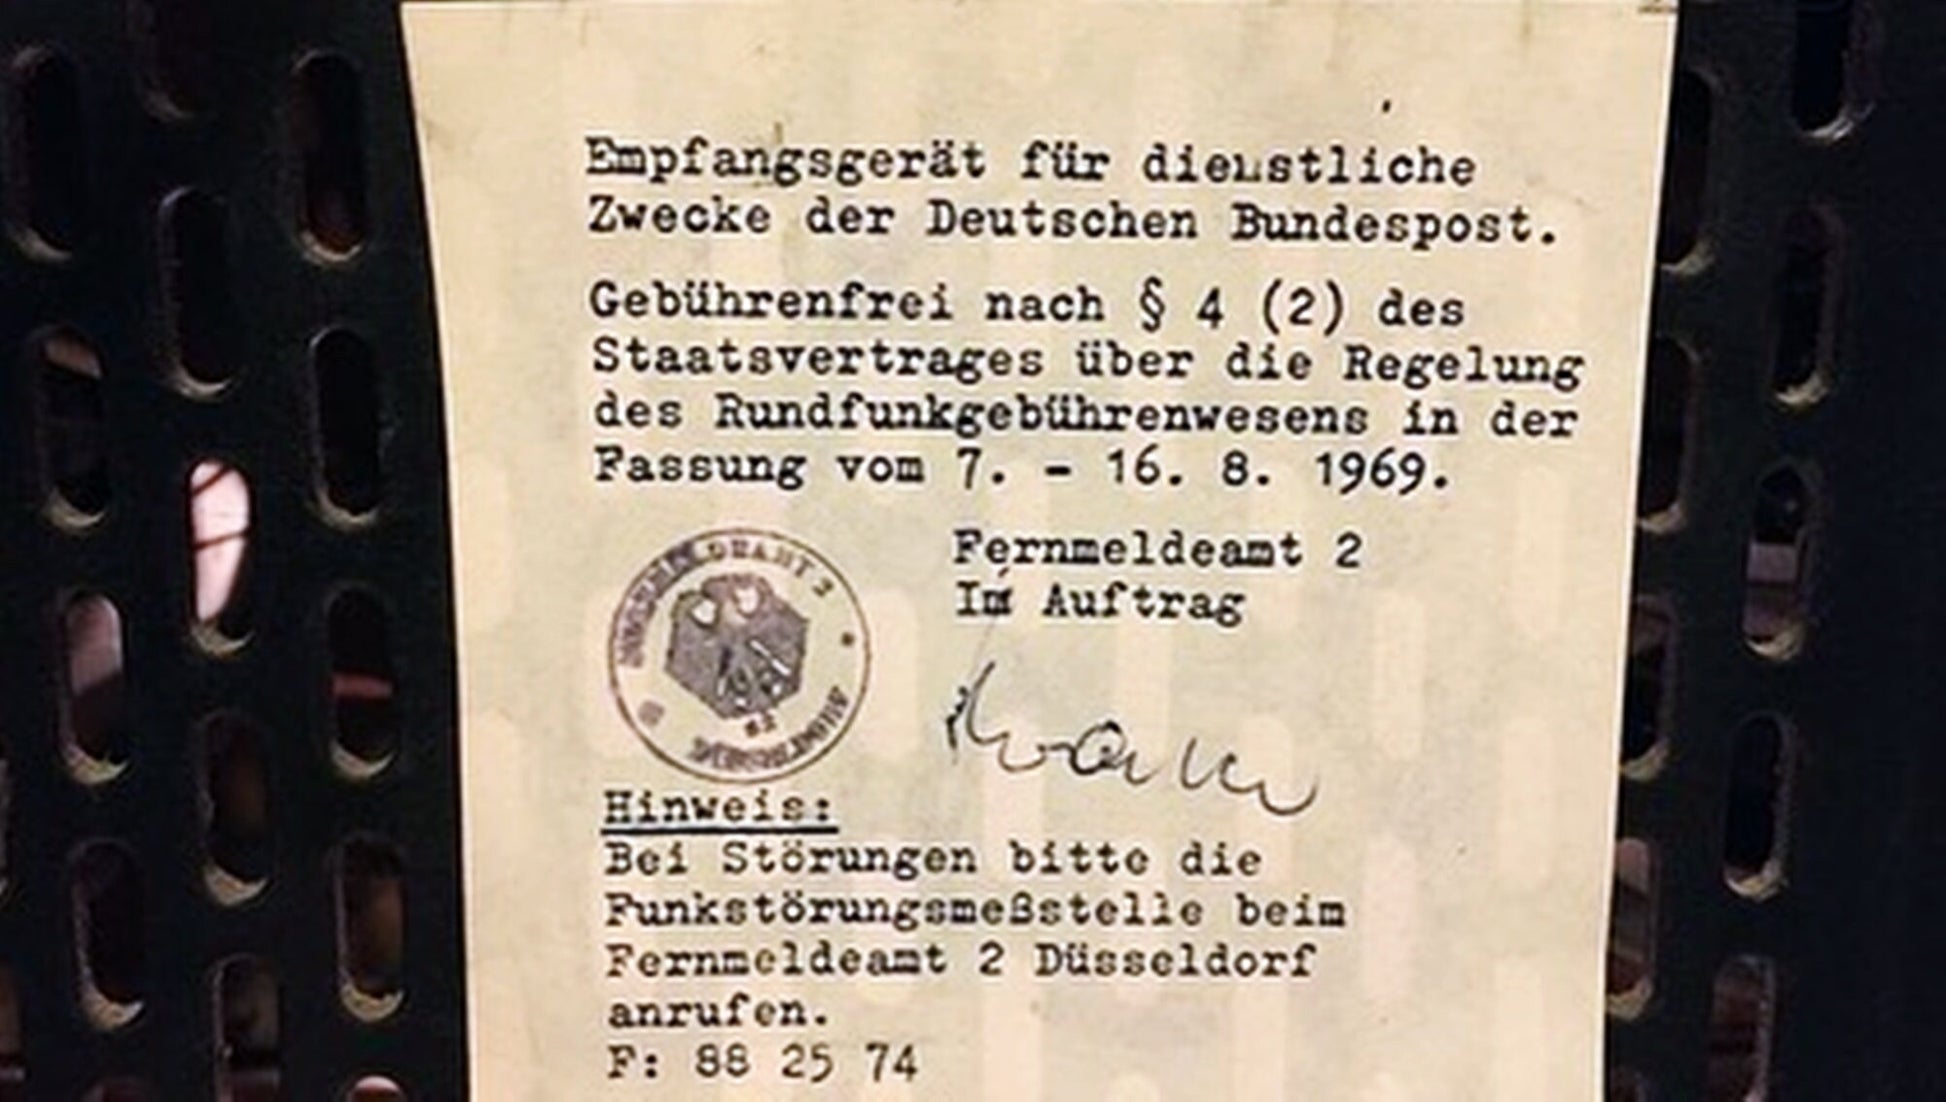 Empfangsgerät für dienstliche
Zwecke der Deutschen Bundespost.
Gebührenfrei nach § 4 (2) des
Staatsvertrages über die Regelung
des Rundfunkgebührenwesens in der
Fassung vom 7. - 16. 8. 1969.
Fernmeldeamt 2
Im Auftrag
Hinweis:
Bei Störungen bitte die
Funkstörungsmeßstelle beim
Fernmeldeamt 2 Düsseldorf
anrufen.
F: 88 25 74